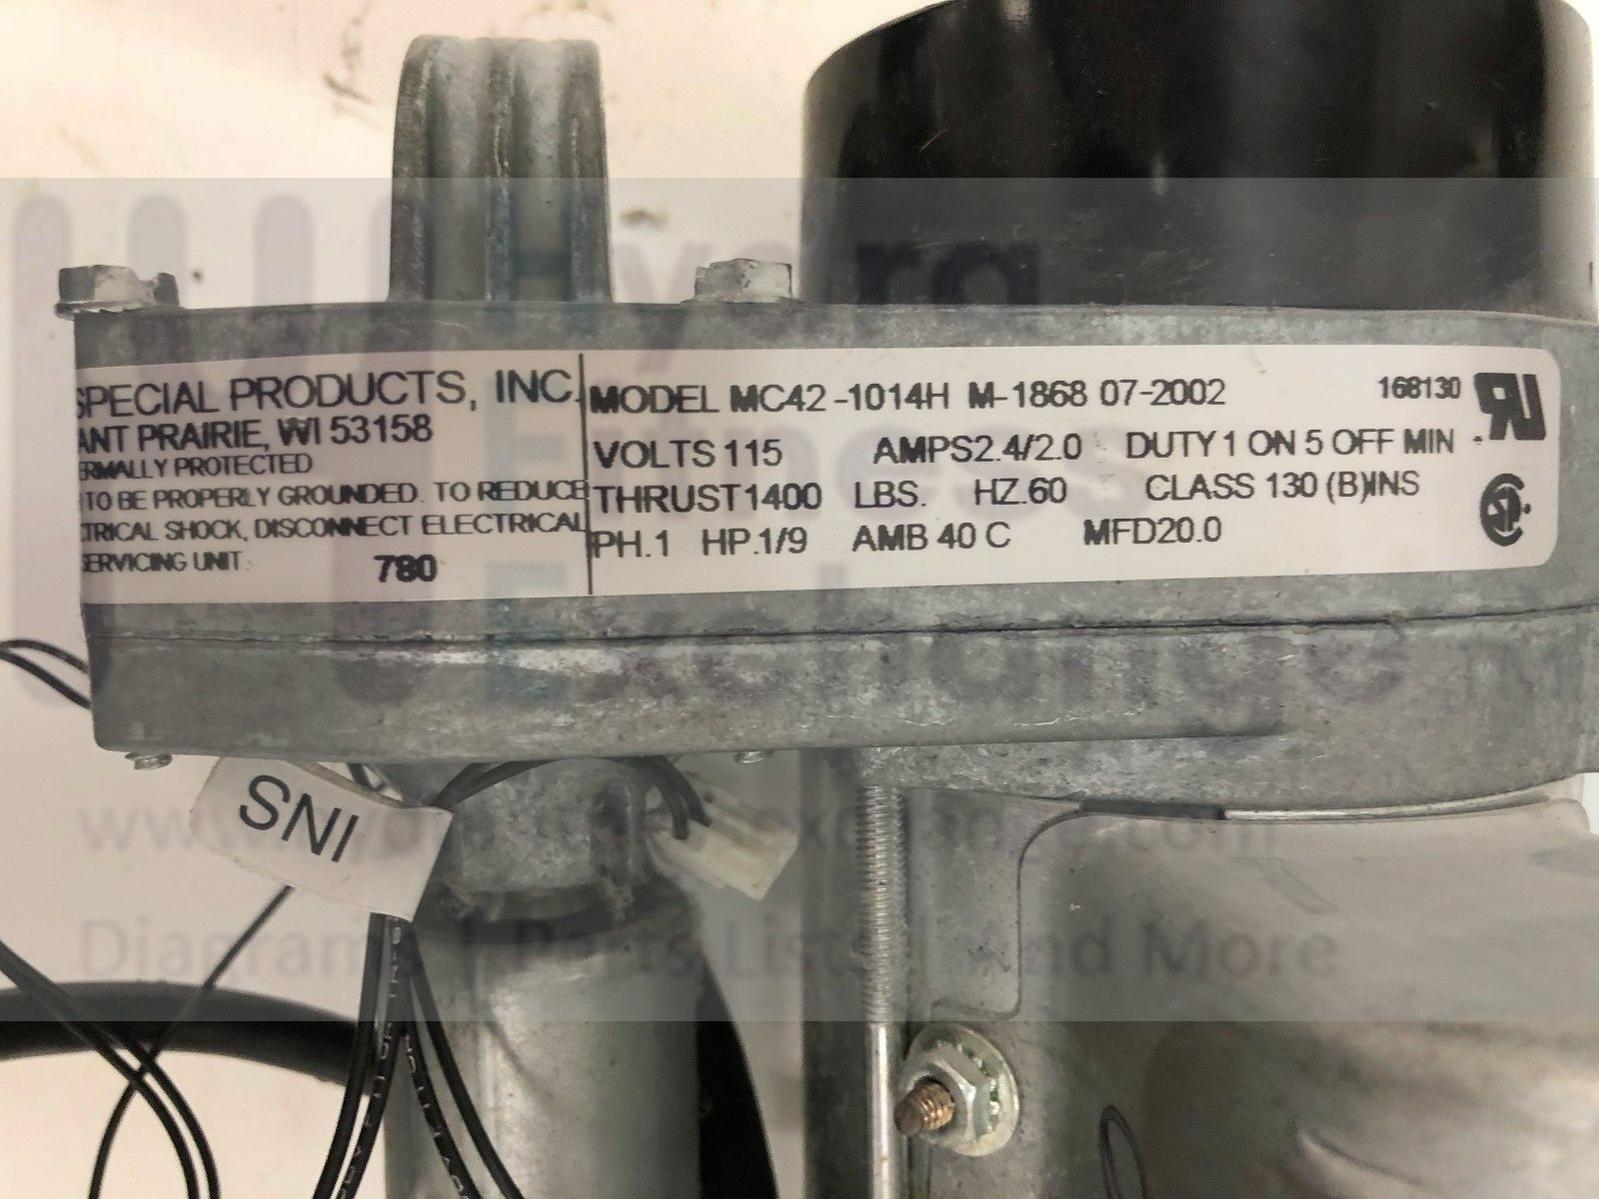 SPECIAL PRODUCTS, INC.
ANT PRAIRIE, WI 53158
ERMALLY PROTECTED
TO BE PROPERLY GROUNDED. TO REDUCE
CTRICAL SHOCK, DISCONNECT ELECTRICAL
SERVICING UNIT.
780
MODEL MC42-1014H M-1868 07-2002
168130
VOLTS 115 AMPS2.4/2.0 DUTY 1 ON 5 OFF MIN.
THRUST1400 LBS. HZ.60 CLASS 130 (B)INS
PH.1 HP.1/9 AMB 40 C MFD20.0
INS
Diagrams | Parts Lists And More